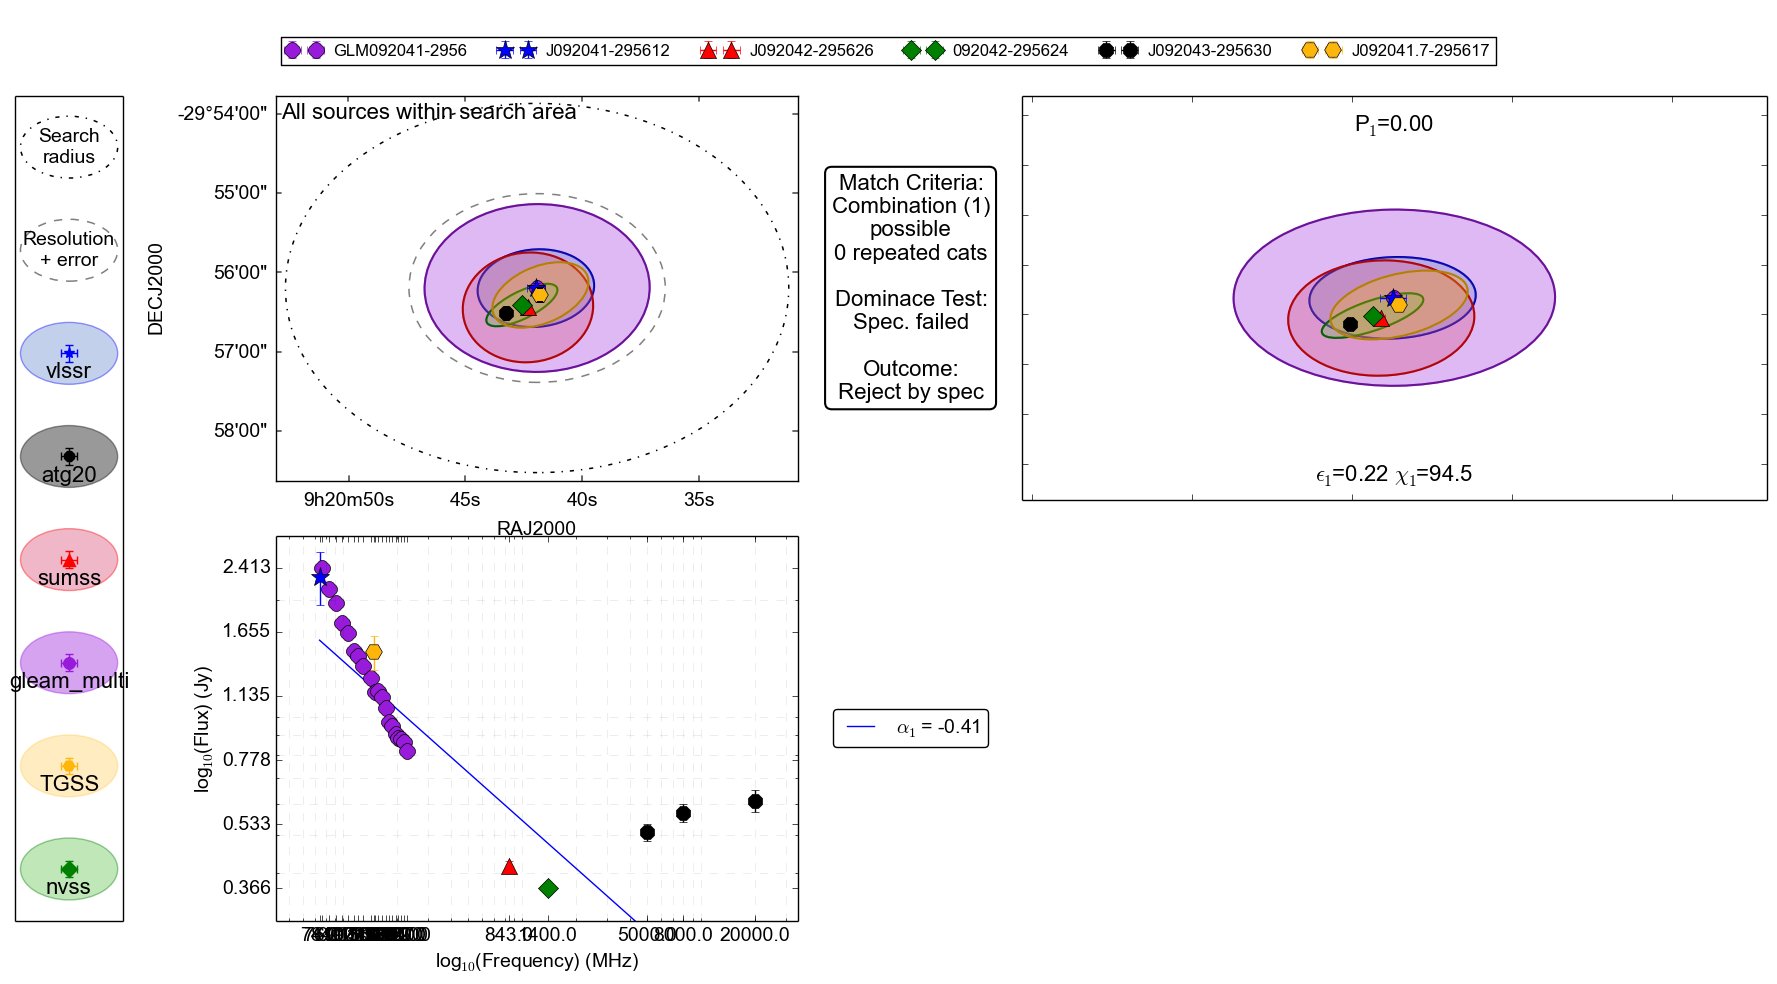 GLM092041-2956 J092041-295612 J092042-295626 092042-295624 J092043-295630 J092041.7-295617
Search
radius
Resolution
+ error
vlssr
atg20
sumss
gleam_multi
TGSS
nvss
All sources within search area
DECJ2000
-29°54'00"
55'00"
56'00"
57'00"
58'00"
9h20m50s 45s 40s 35s
RAJ2000
Match Criteria:
Combination (1)
possible
0 repeated cats
Dominace Test:
Spec. failed
Outcome:
Reject by spec
P1=0.00
ϵ1=0.22 χ1=94.5
log10(Flux) (Jy)
2.413
1.655
1.135
0.778
0.533
0.366
843.0 1400.0 5000.0 8000.0 20000.0
log10(Frequency) (MHz)
α1 = -0.41